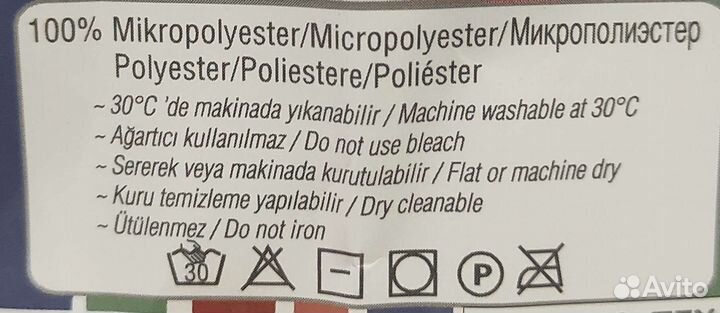 100% Mikropolyester/Micropolyester/Микрополиэстер
Polyester/Poliestere/Poliéster
~ 30°C 'de makinada yıkanabilir / Machine washable at 30°C
~ Ağartıcı kullanılmaz / Do not use bleach
~ Sererek veya makinada kurutulabilir / Flat or machine dry
~ Kuru temizleme yapılabilir / Dry cleanable
~ Ütülenmez / Do not iron
30 P
Avito